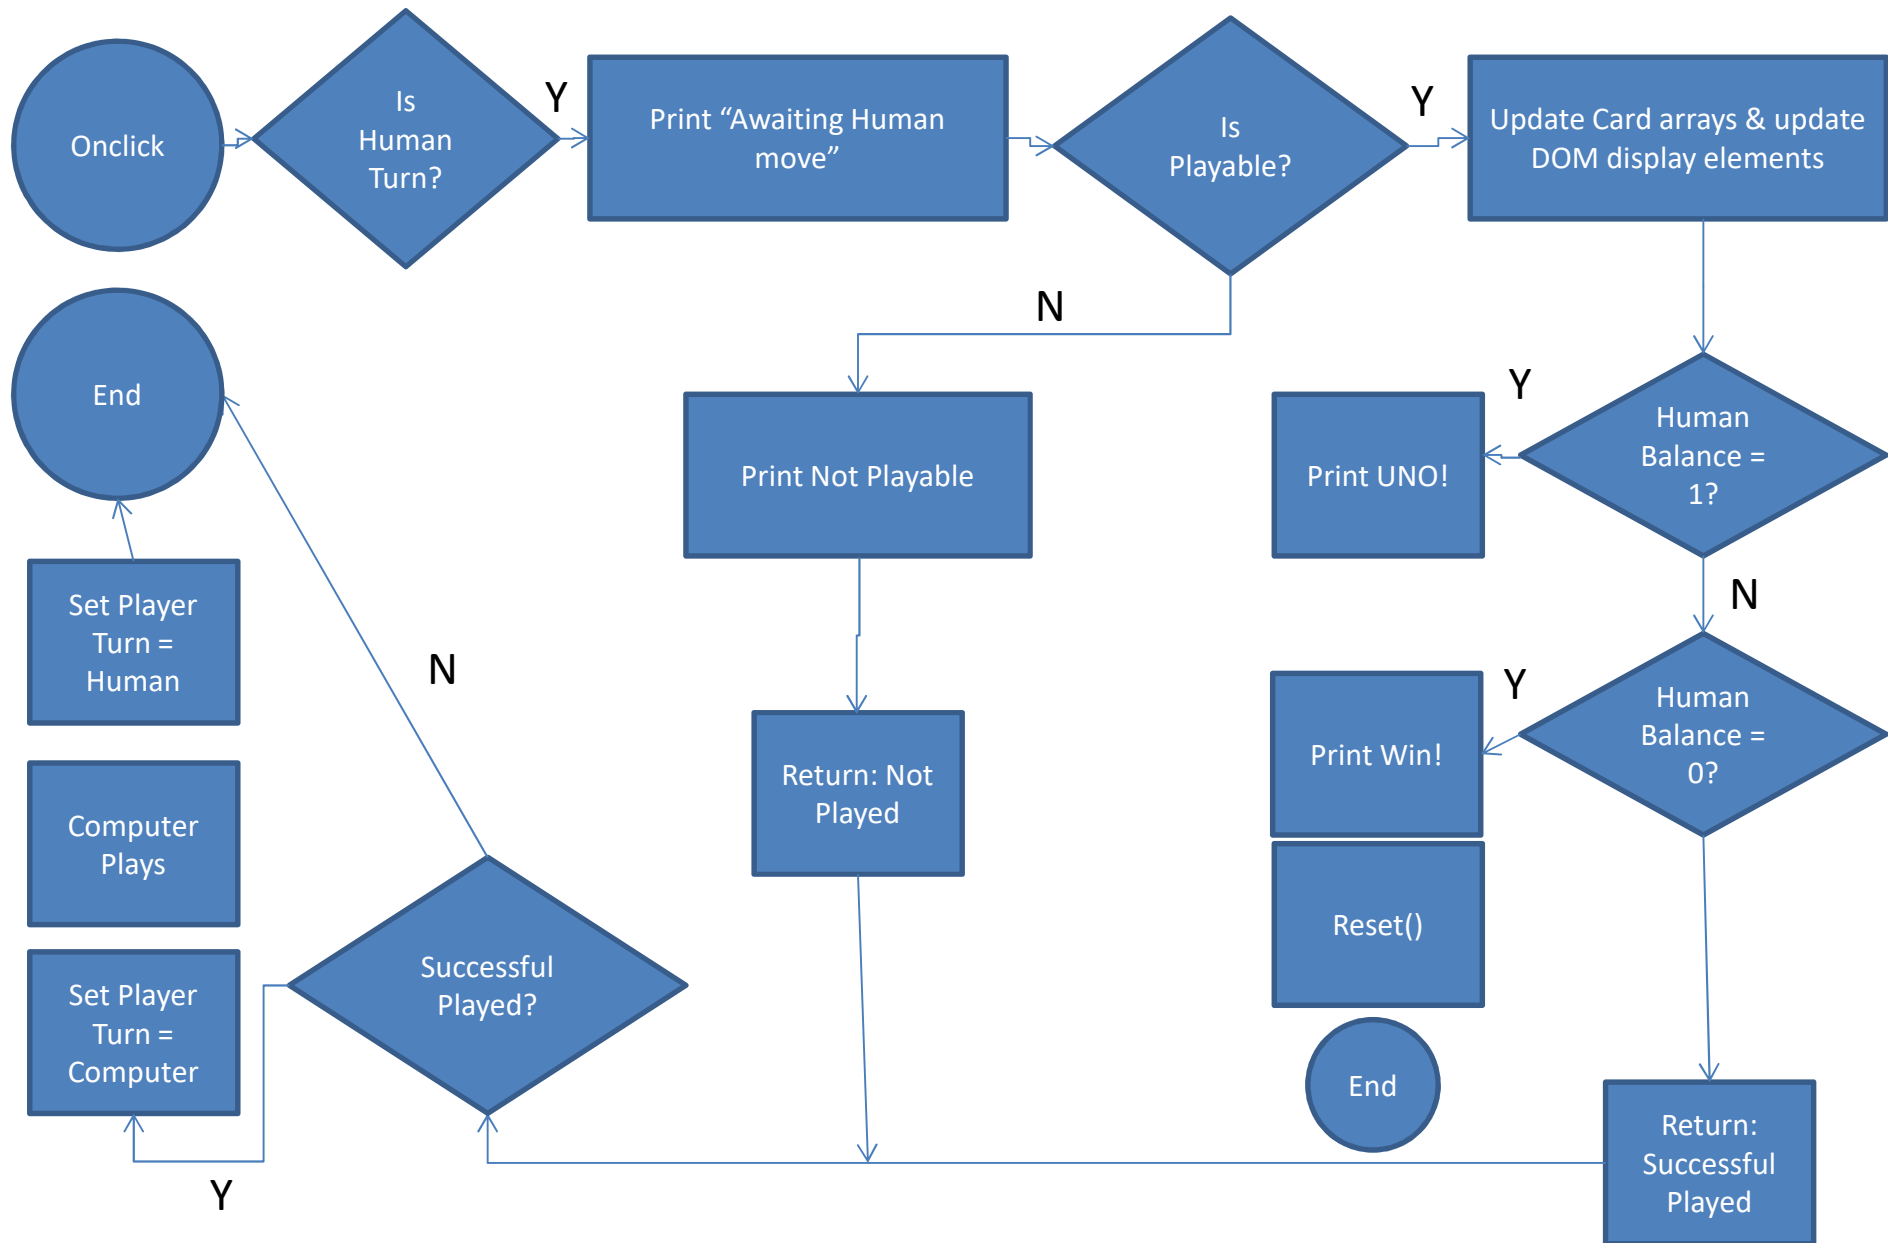 Onclick
Is
Human
Turn?
Y
Print “Awaiting Human
move”
Is
Playable?
Y
Update Card arrays & update
DOM display elements
N
End
Print Not Playable
Y
Print UNO!
Human
Balance =
1?
N
Set Player
Turn =
Human
N
Return: Not
Played
Y
Print Win!
Human
Balance =
0?
Computer
Plays
Reset()
Successful
Played?
Set Player
Turn =
Computer
End
Y
Return:
Successful
Played